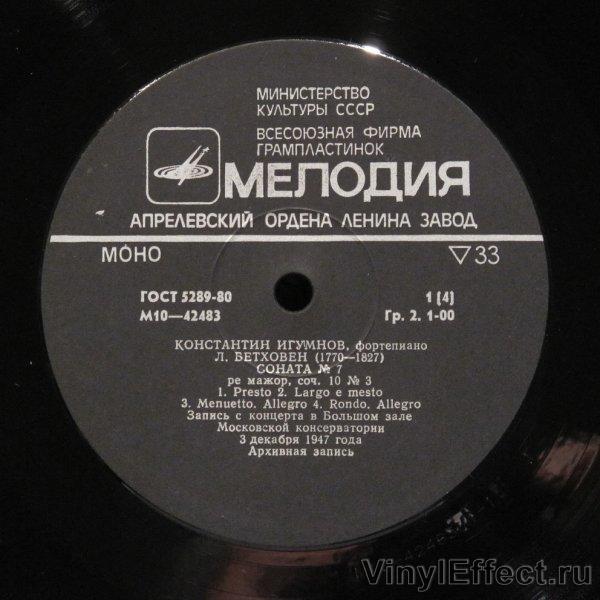 МИНИСТЕРСТВО
КУЛЬТУРЫ СССР
ВСЕСОЮЗНАЯ ФИРМА
ГРАМПЛАСТИНОК
МЕЛОДИЯ
АПРЕЛЕВСКИЙ ОРДЕНА ЛЕНИНА ЗАВОД
МОНО ▽33
ГОСТ 5289-80 1 (4)
М10—42483 Гр. 2. 1-00
КОНСТАНТИН ИГУМНОВ, фортепиано
Л. БЕТХОВЕН (1770—1827)
СОНАТА № 7
ре мажор, соч. 10 № 3
1. Presto 2. Largo e mesto
3. Menuetto. Allegro 4. Rondo. Allegro
Запись с концерта в Большом зале
Московской консерватории
3 декабря 1947 года
Архивная запись
VinylEffect.ru